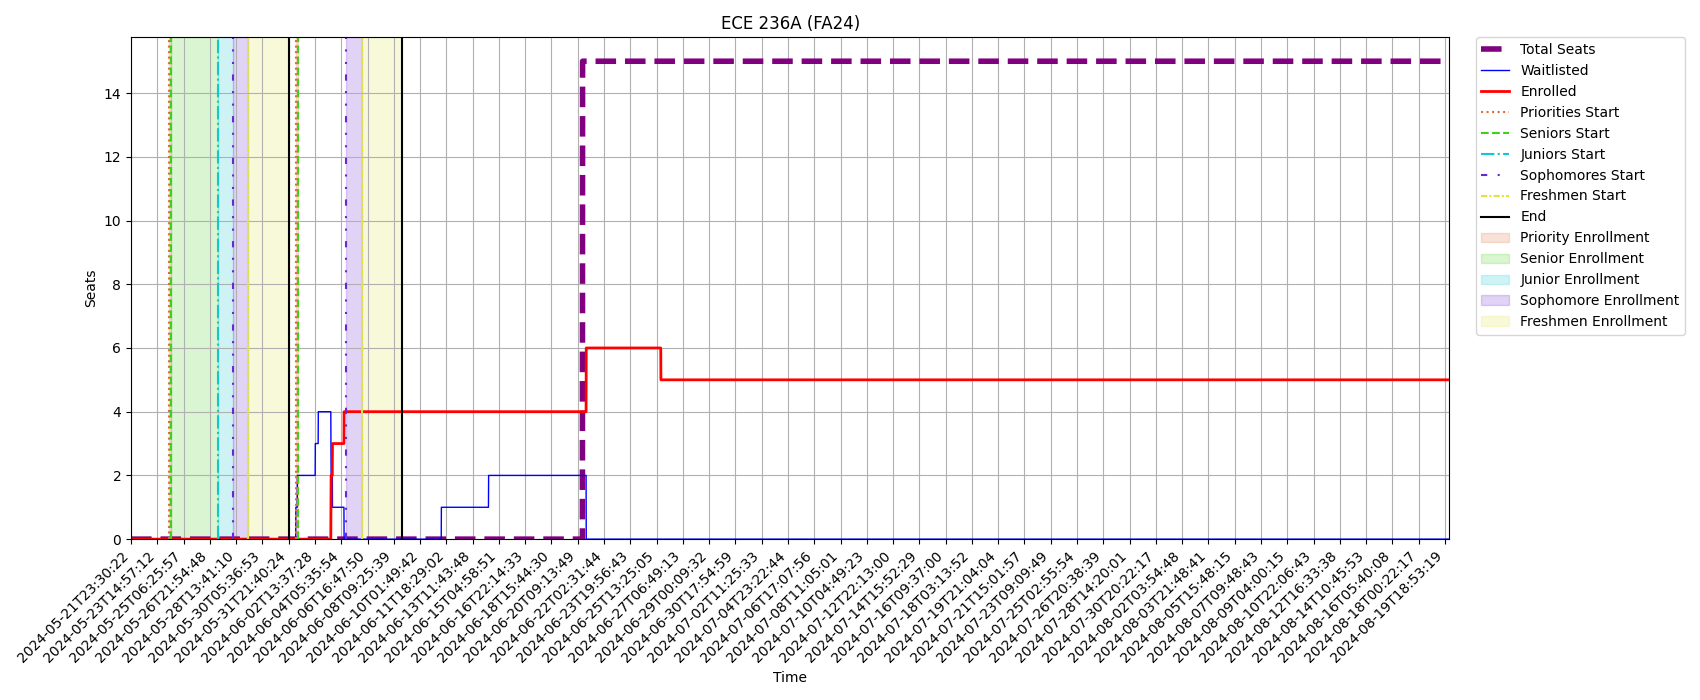 ECE 236A (FA24)
Seats
14
12
10
8
6
4
2
0
2024-05-21T23:30:22
2024-05-23T14:57:12
2024-05-25T06:25:57
2024-05-26T21:54:48
2024-05-28T13:41:10
2024-05-30T05:36:53
2024-05-31T21:40:24
2024-06-02T13:37:28
2024-06-04T05:35:54
2024-06-06T16:47:50
2024-06-08T09:25:39
2024-06-10T01:49:42
2024-06-11T18:29:02
2024-06-13T11:43:48
2024-06-15T04:58:51
2024-06-16T22:14:33
2024-06-18T15:44:30
2024-06-20T09:13:49
2024-06-22T02:31:44
2024-06-23T19:56:43
2024-06-25T13:25:05
2024-06-27T06:49:13
2024-06-29T00:09:32
2024-06-30T17:54:59
2024-07-02T11:25:33
2024-07-04T23:22:44
2024-07-06T17:07:56
2024-07-08T11:05:01
2024-07-10T04:49:23
2024-07-12T22:13:00
2024-07-14T15:52:29
2024-07-16T09:37:00
2024-07-18T03:13:52
2024-07-19T21:04:04
2024-07-21T15:01:57
2024-07-23T09:09:49
2024-07-25T02:55:54
2024-07-26T20:38:39
2024-07-28T14:20:01
2024-07-30T20:22:17
2024-08-02T03:54:48
2024-08-03T21:48:41
2024-08-05T15:48:15
2024-08-07T09:48:43
2024-08-09T04:00:15
2024-08-10T22:06:43
2024-08-12T16:33:38
2024-08-14T10:45:53
2024-08-16T05:40:08
2024-08-18T00:22:17
2024-08-19T18:53:19
Time
Total Seats
Waitlisted
Enrolled
Priorities Start
Seniors Start
Juniors Start
Sophomores Start
Freshmen Start
End
Priority Enrollment
Senior Enrollment
Junior Enrollment
Sophomore Enrollment
Freshmen Enrollment